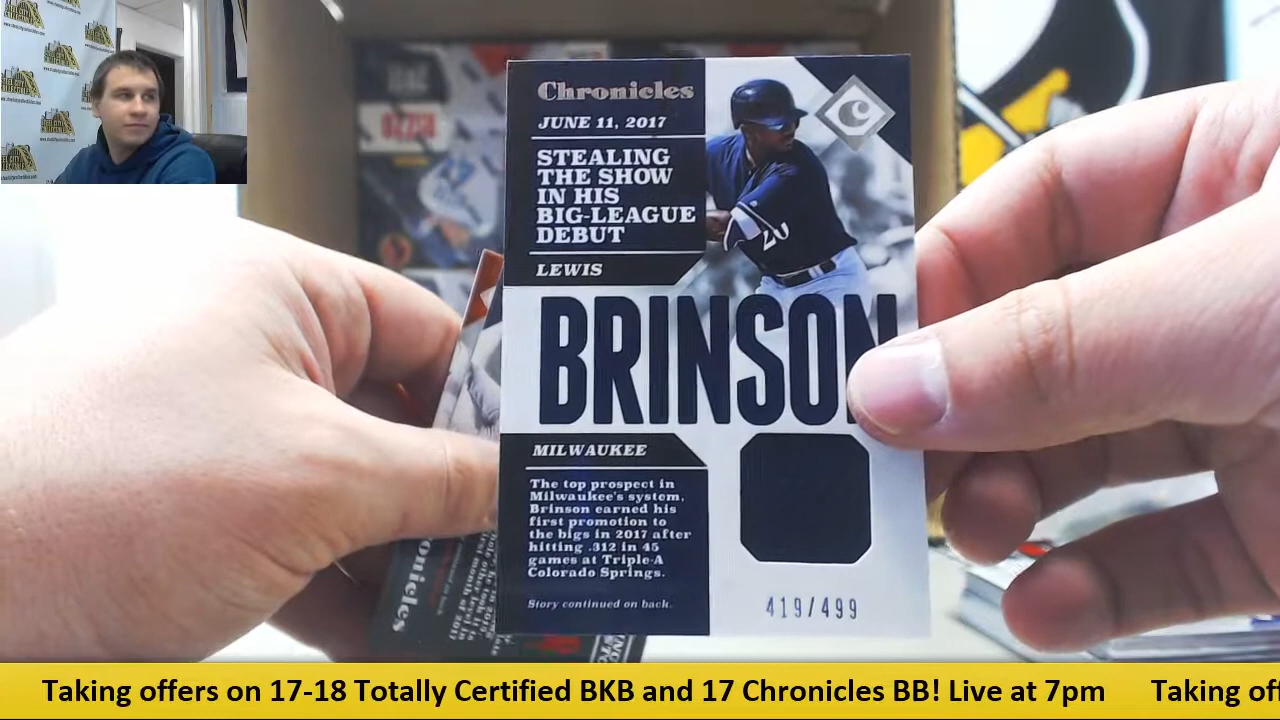 Chronicles
JUNE 11, 2017
STEALING
THE SHOW
IN HIS
BIG-LEAGUE
DEBUT
LEWIS
BRINSON
MILWAUKEE
The top prospect in
Milwaukee's system,
Brinson earned his
first promotion to
the bigs in 2017 after
hitting .312 in 45
games at Triple-A
Colorado Springs.
Story continued on back.
419/499
C
20
Taking offers on 17-18 Totally Certified BKB and 17 Chronicles BB! Live at 7pm Taking off